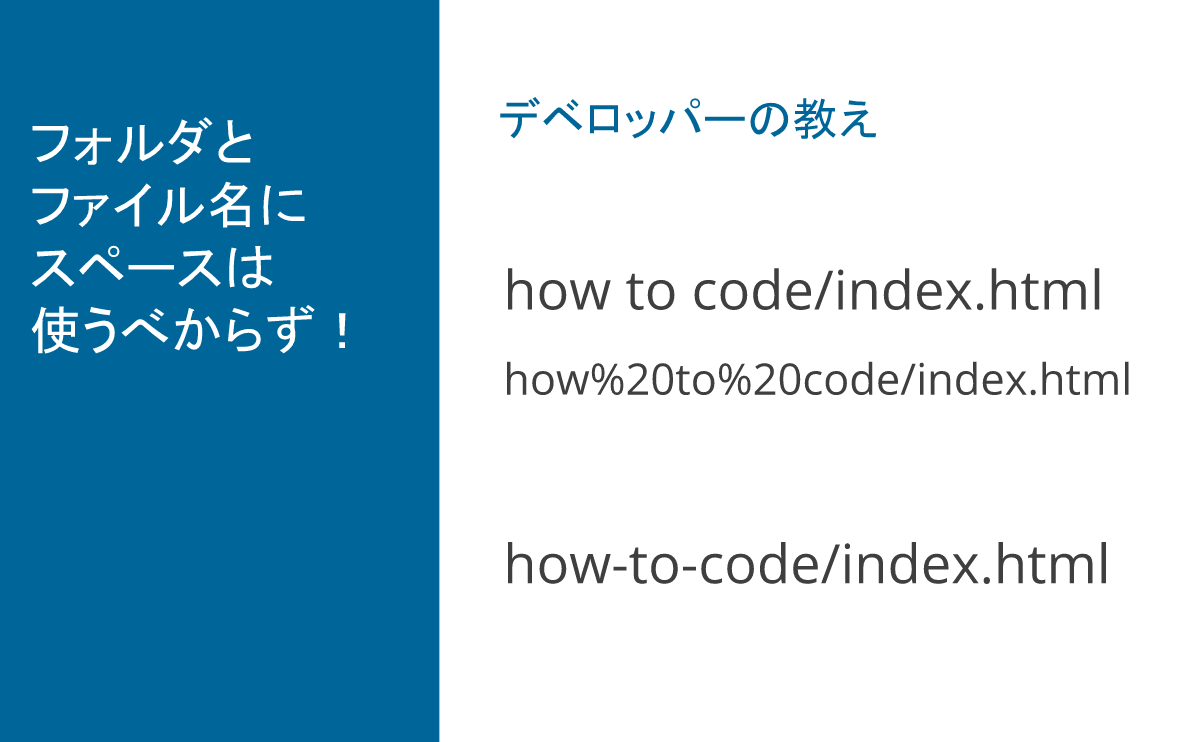 フォルダと
ファイル名に
スペースは
使うべからず！
デベロッパーの教え
how to code/index.html
how%20to%20code/index.html
how-to-code/index.html